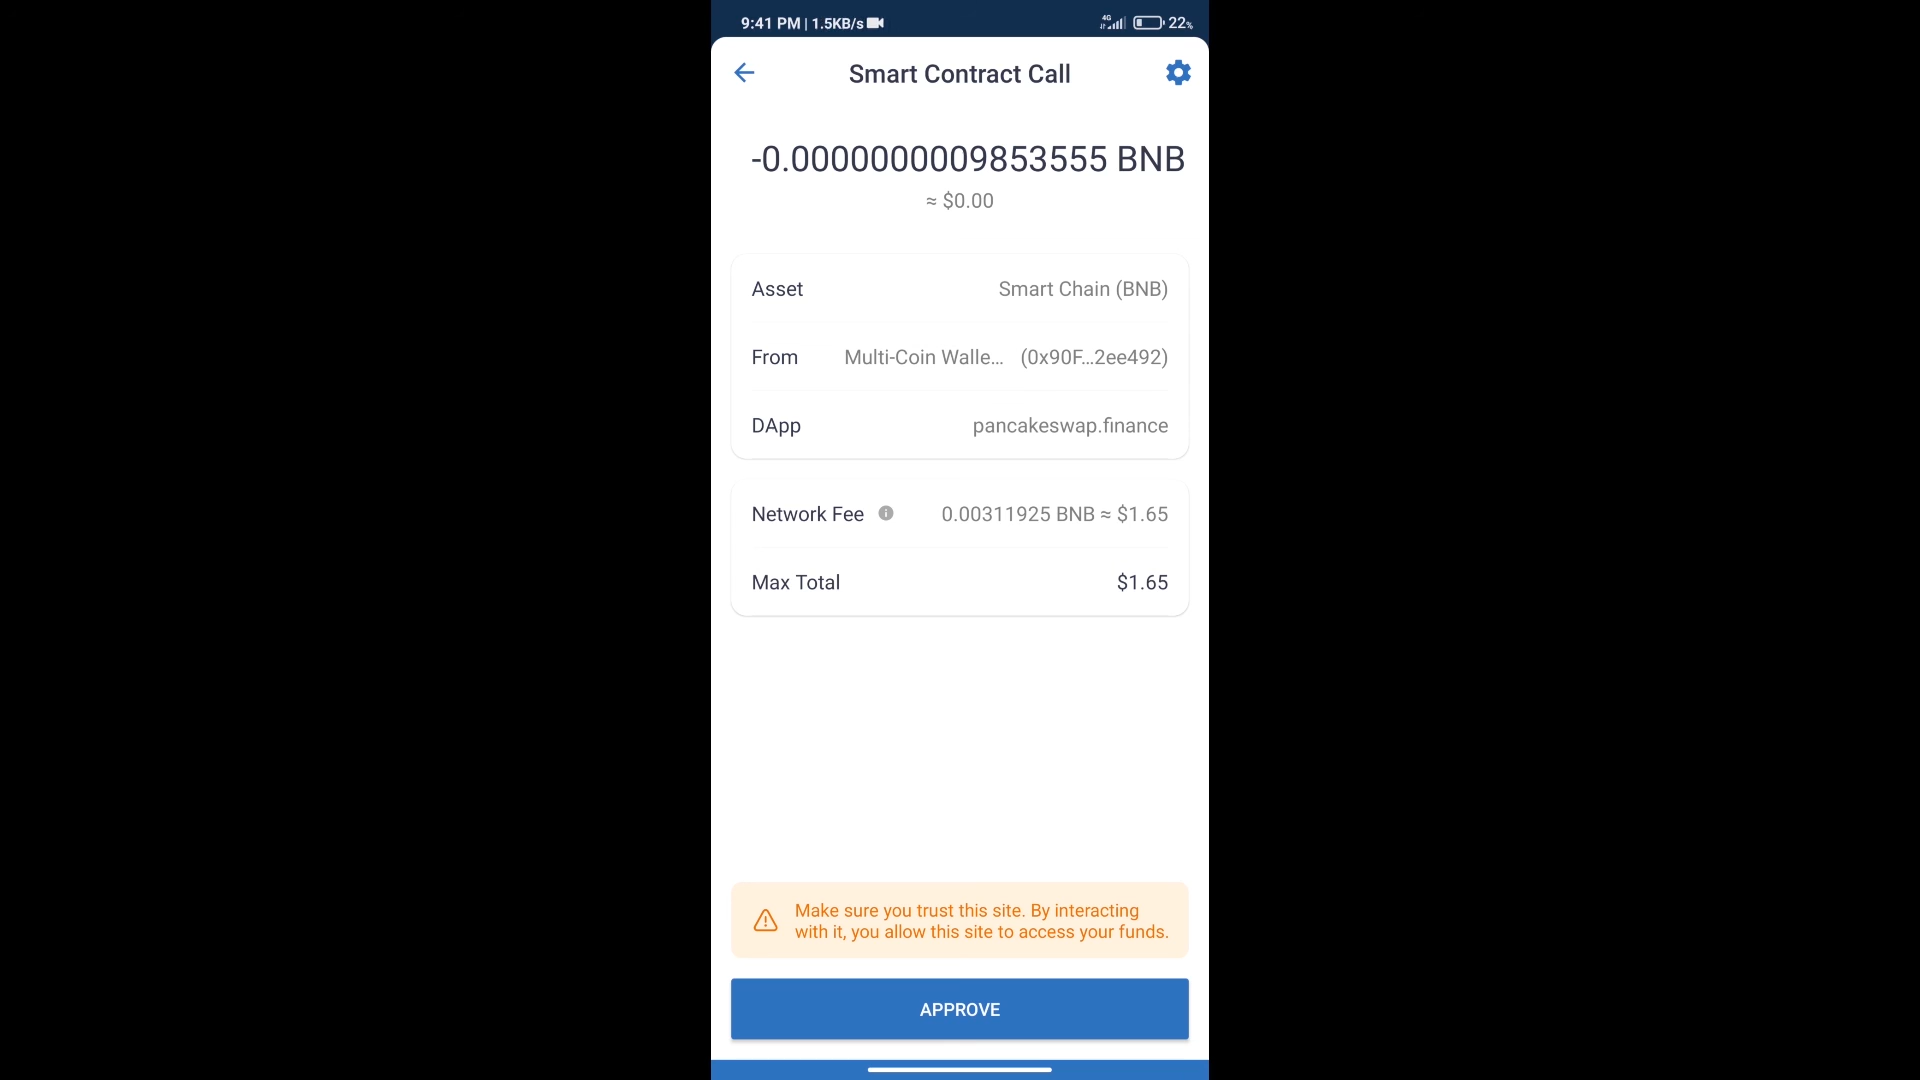 9:41 PM | 1.5KB/s 4G 22%
Smart Contract Call
-0.0000000009853555 BNB
≈ $0.00
Asset Smart Chain (BNB)
From Multi-Coin Walle... (0x90F...2ee492)
DApp pancakeswap.finance
Network Fee 0.00311925 BNB ≈ $1.65
Max Total $1.65
Make sure you trust this site. By interacting
with it, you allow this site to access your funds.
APPROVE